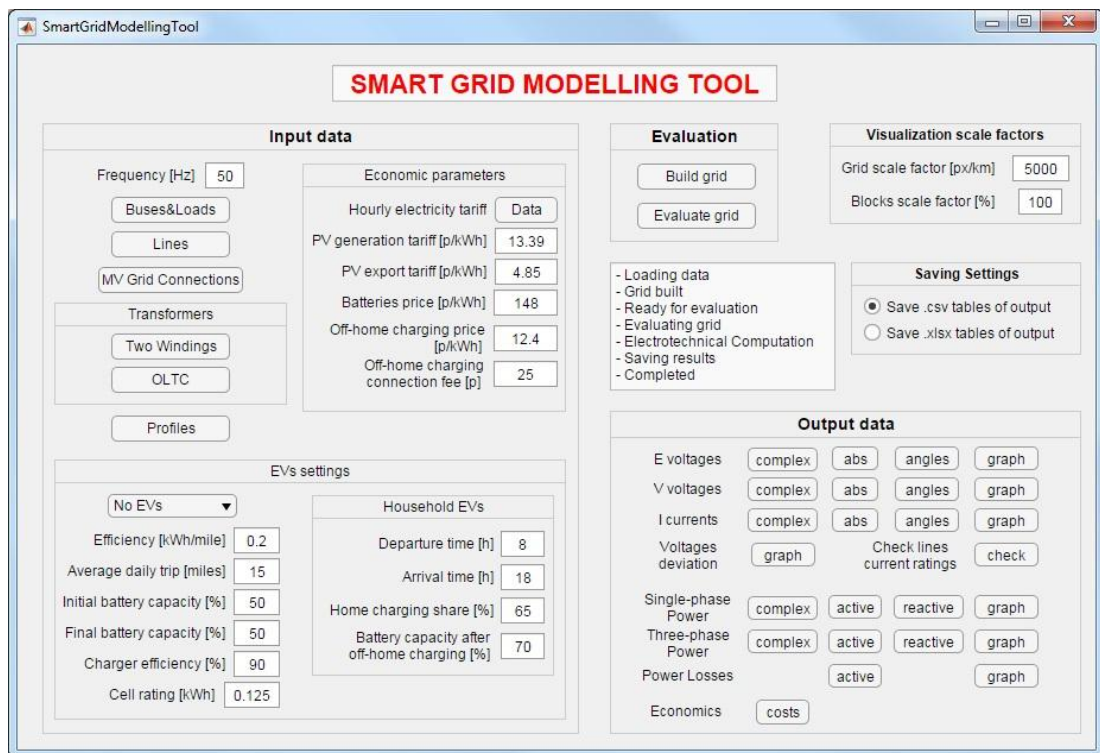 SmartGridModellingTool
SMART GRID MODELLING TOOL
Input data
Frequency [Hz] 50
Buses&Loads
Lines
MV Grid Connections
Transformers
Two Windings
OLTC
Profiles
Economic parameters
Hourly electricity tariff Data
PV generation tariff [p/kWh] 13.39
PV export tariff [p/kWh] 4.85
Batteries price [p/kWh] 148
Off-home charging price
[p/kWh] 12.4
Off-home charging
connection fee [p] 25
EVs settings
No EVs
Efficiency [kWh/mile] 0.2
Average daily trip [miles] 15
Initial battery capacity [%] 50
Final battery capacity [%] 50
Charger efficiency [%] 90
Cell rating [kWh] 0.125
Household EVs
Departure time [h] 8
Arrival time [h] 18
Home charging share [%] 65
Battery capacity after
off-home charging [%] 70
Evaluation
Build grid
Evaluate grid
Visualization scale factors
Grid scale factor [px/km] 5000
Blocks scale factor [%] 100
- Loading data
- Grid built
- Ready for evaluation
- Evaluating grid
- Electrotechnical Computation
- Saving results
- Completed
Saving Settings
Save .csv tables of output
Save .xlsx tables of output
Output data
E voltages complex abs angles graph
V voltages complex abs angles graph
I currents complex abs angles graph
Voltages
deviation graph
Check lines
current ratings check
Single-phase
Power complex active reactive graph
Three-phase
Power complex active reactive graph
Power Losses active graph
Economics costs